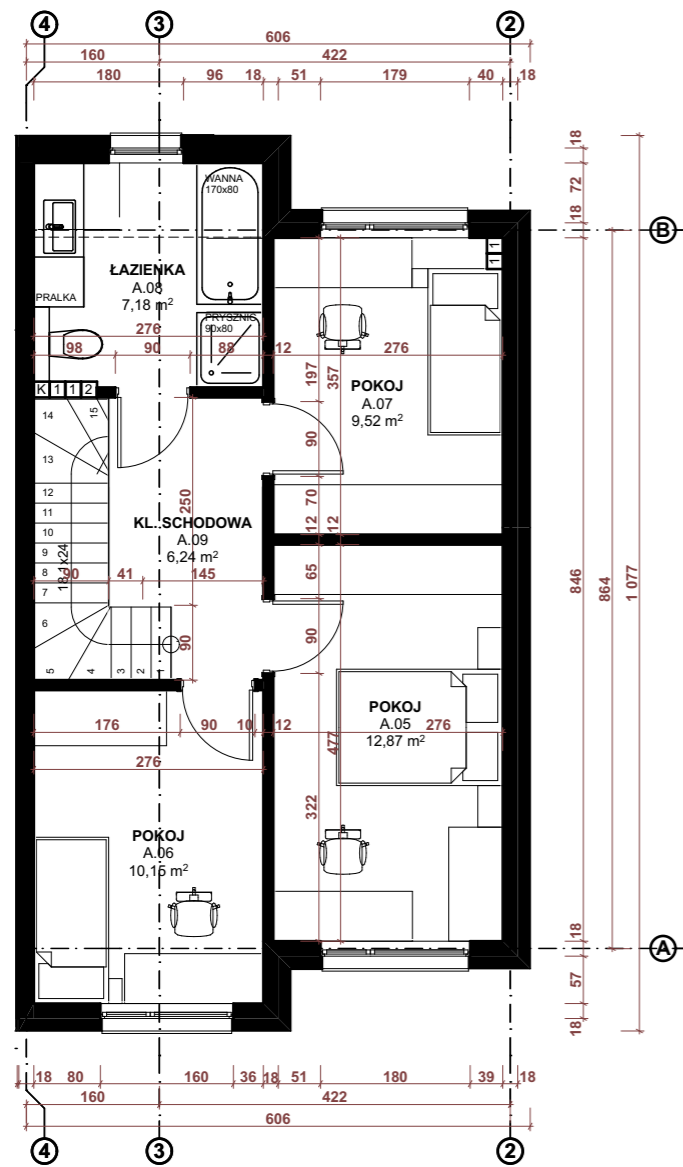 4 3 2
606
160 422
180 96 18 51 179 40 18
18
72
18
B
WANNA
170x80
ŁAZIENKA
A.08
7,18 m²
PRALKA
PRYSZNIC
90x80
276
98 90 88 12 276
1
1
197
357
POKOJ
A.07
9,52 m²
90
70
12 12
K 1 1 2
14 15
13
12
11
10
9
8
7
6
5 4 3 2 1
18,1x24
250
KL. SCHODOWA
A.09
6,24 m²
90 41 145
90
65
90
846
864
1 077
POKOJ
A.05
12,87 m²
176 90 10 12 276
276
477
322
POKOJ
A.06
10,15 m²
A
18
57
18
18 80 160 36 18 51 180 39 18
160 422
606
4 3 2